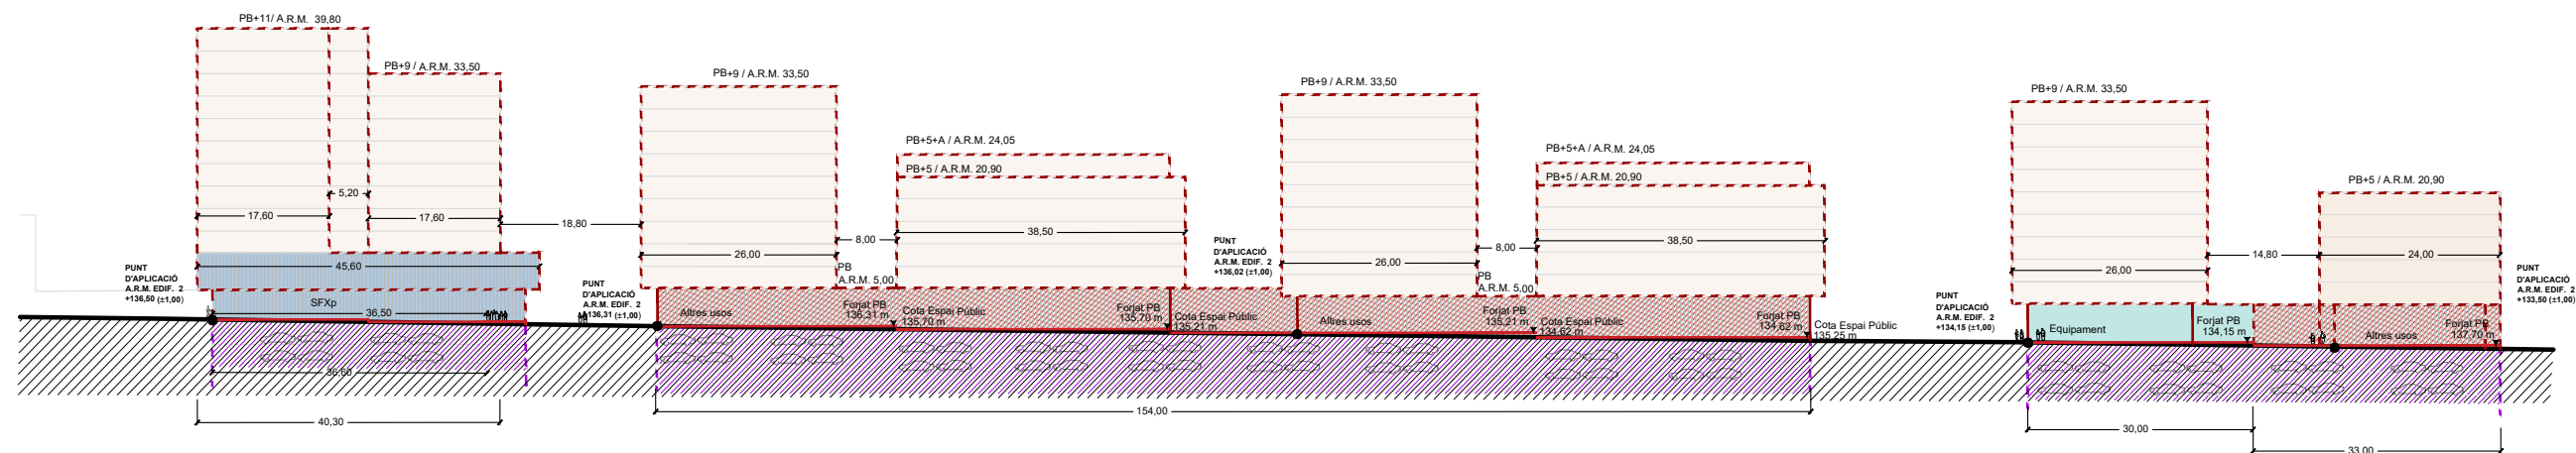 PB+11/ A.R.M. 39,80
PB+9 / A.R.M. 33,50
5,20
17,60
17,60
18,80
45,60
PUNT
D'APLICACIÓ
A.R.M. EDIF. 2
+136,50 (±1,00)
SFXp
36,50
36,60
40,30
PB+9 / A.R.M. 33,50
PB+5+A / A.R.M. 24,05
PB+5 / A.R.M. 20,90
8,00
38,50
26,00
PB
A.R.M. 5,00
PUNT
D'APLICACIÓ
A.R.M. EDIF. 2
+136,31 (±1,00)
Altres usos
Forjat PB
136,31 m
Cota Espai Públic
135,70 m
Forjat PB
135,70 m
Cota Espai Públic
135,21 m
154,00
PB+9 / A.R.M. 33,50
PB+5+A / A.R.M. 24,05
PB+5 / A.R.M. 20,90
PUNT
D'APLICACIÓ
A.R.M. EDIF. 2
+136,02 (±1,00)
8,00
38,50
26,00
PB
A.R.M. 5,00
Altres usos
Forjat PB
135,21 m
Cota Espai Públic
134,62 m
Forjat PB
134,62 m
Cota Espai Públic
135,25 m
PB+9 / A.R.M. 33,50
PB+5 / A.R.M. 20,90
14,80
24,00
26,00
PUNT
D'APLICACIÓ
A.R.M. EDIF. 2
+134,15 (±1,00)
Equipament
Forjat PB
134,15 m
Altres usos
Forjat PB
137,70 m
PUNT
D'APLICACIÓ
A.R.M. EDIF. 2
+133,50 (±1,00)
30,00
33,00